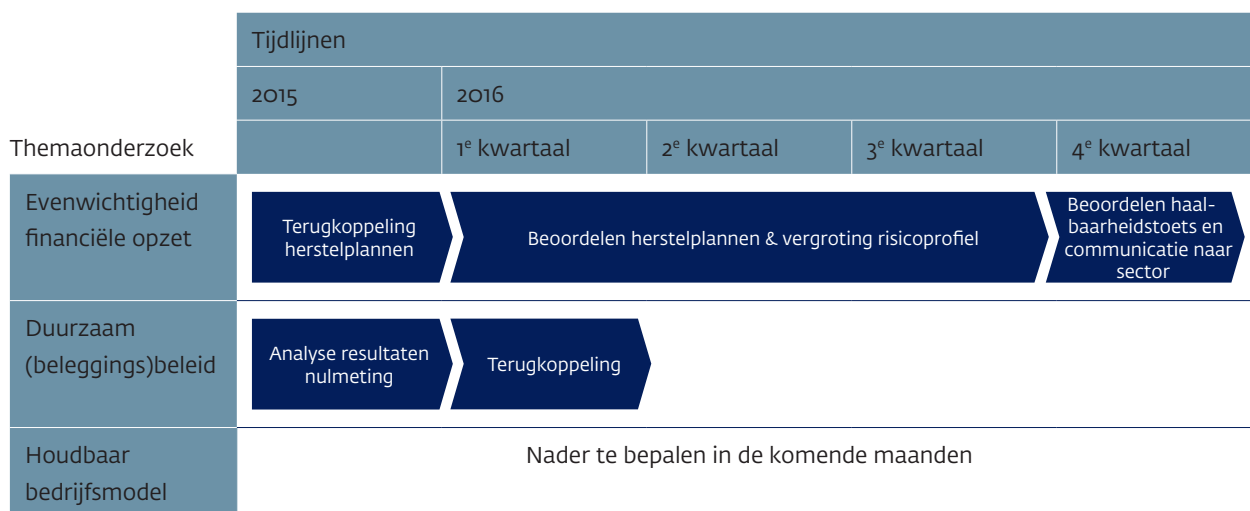 Tijdlijnen
2015
2016
Themaonderzoek
1e kwartaal
2e kwartaal
3e kwartaal
4e kwartaal
Evenwichtigheid
financiële opzet
Terugkoppeling
herstelplannen
Beoordelen herstelplannen & vergroting risicoprofiel
Beoordelen haal-
baarheidstoets en
communicatie naar
sector
Duurzaam
(beleggings)beleid
Analyse resultaten
nulmeting
Terugkoppeling
Houdbaar
bedrijfsmodel
Nader te bepalen in de komende maanden